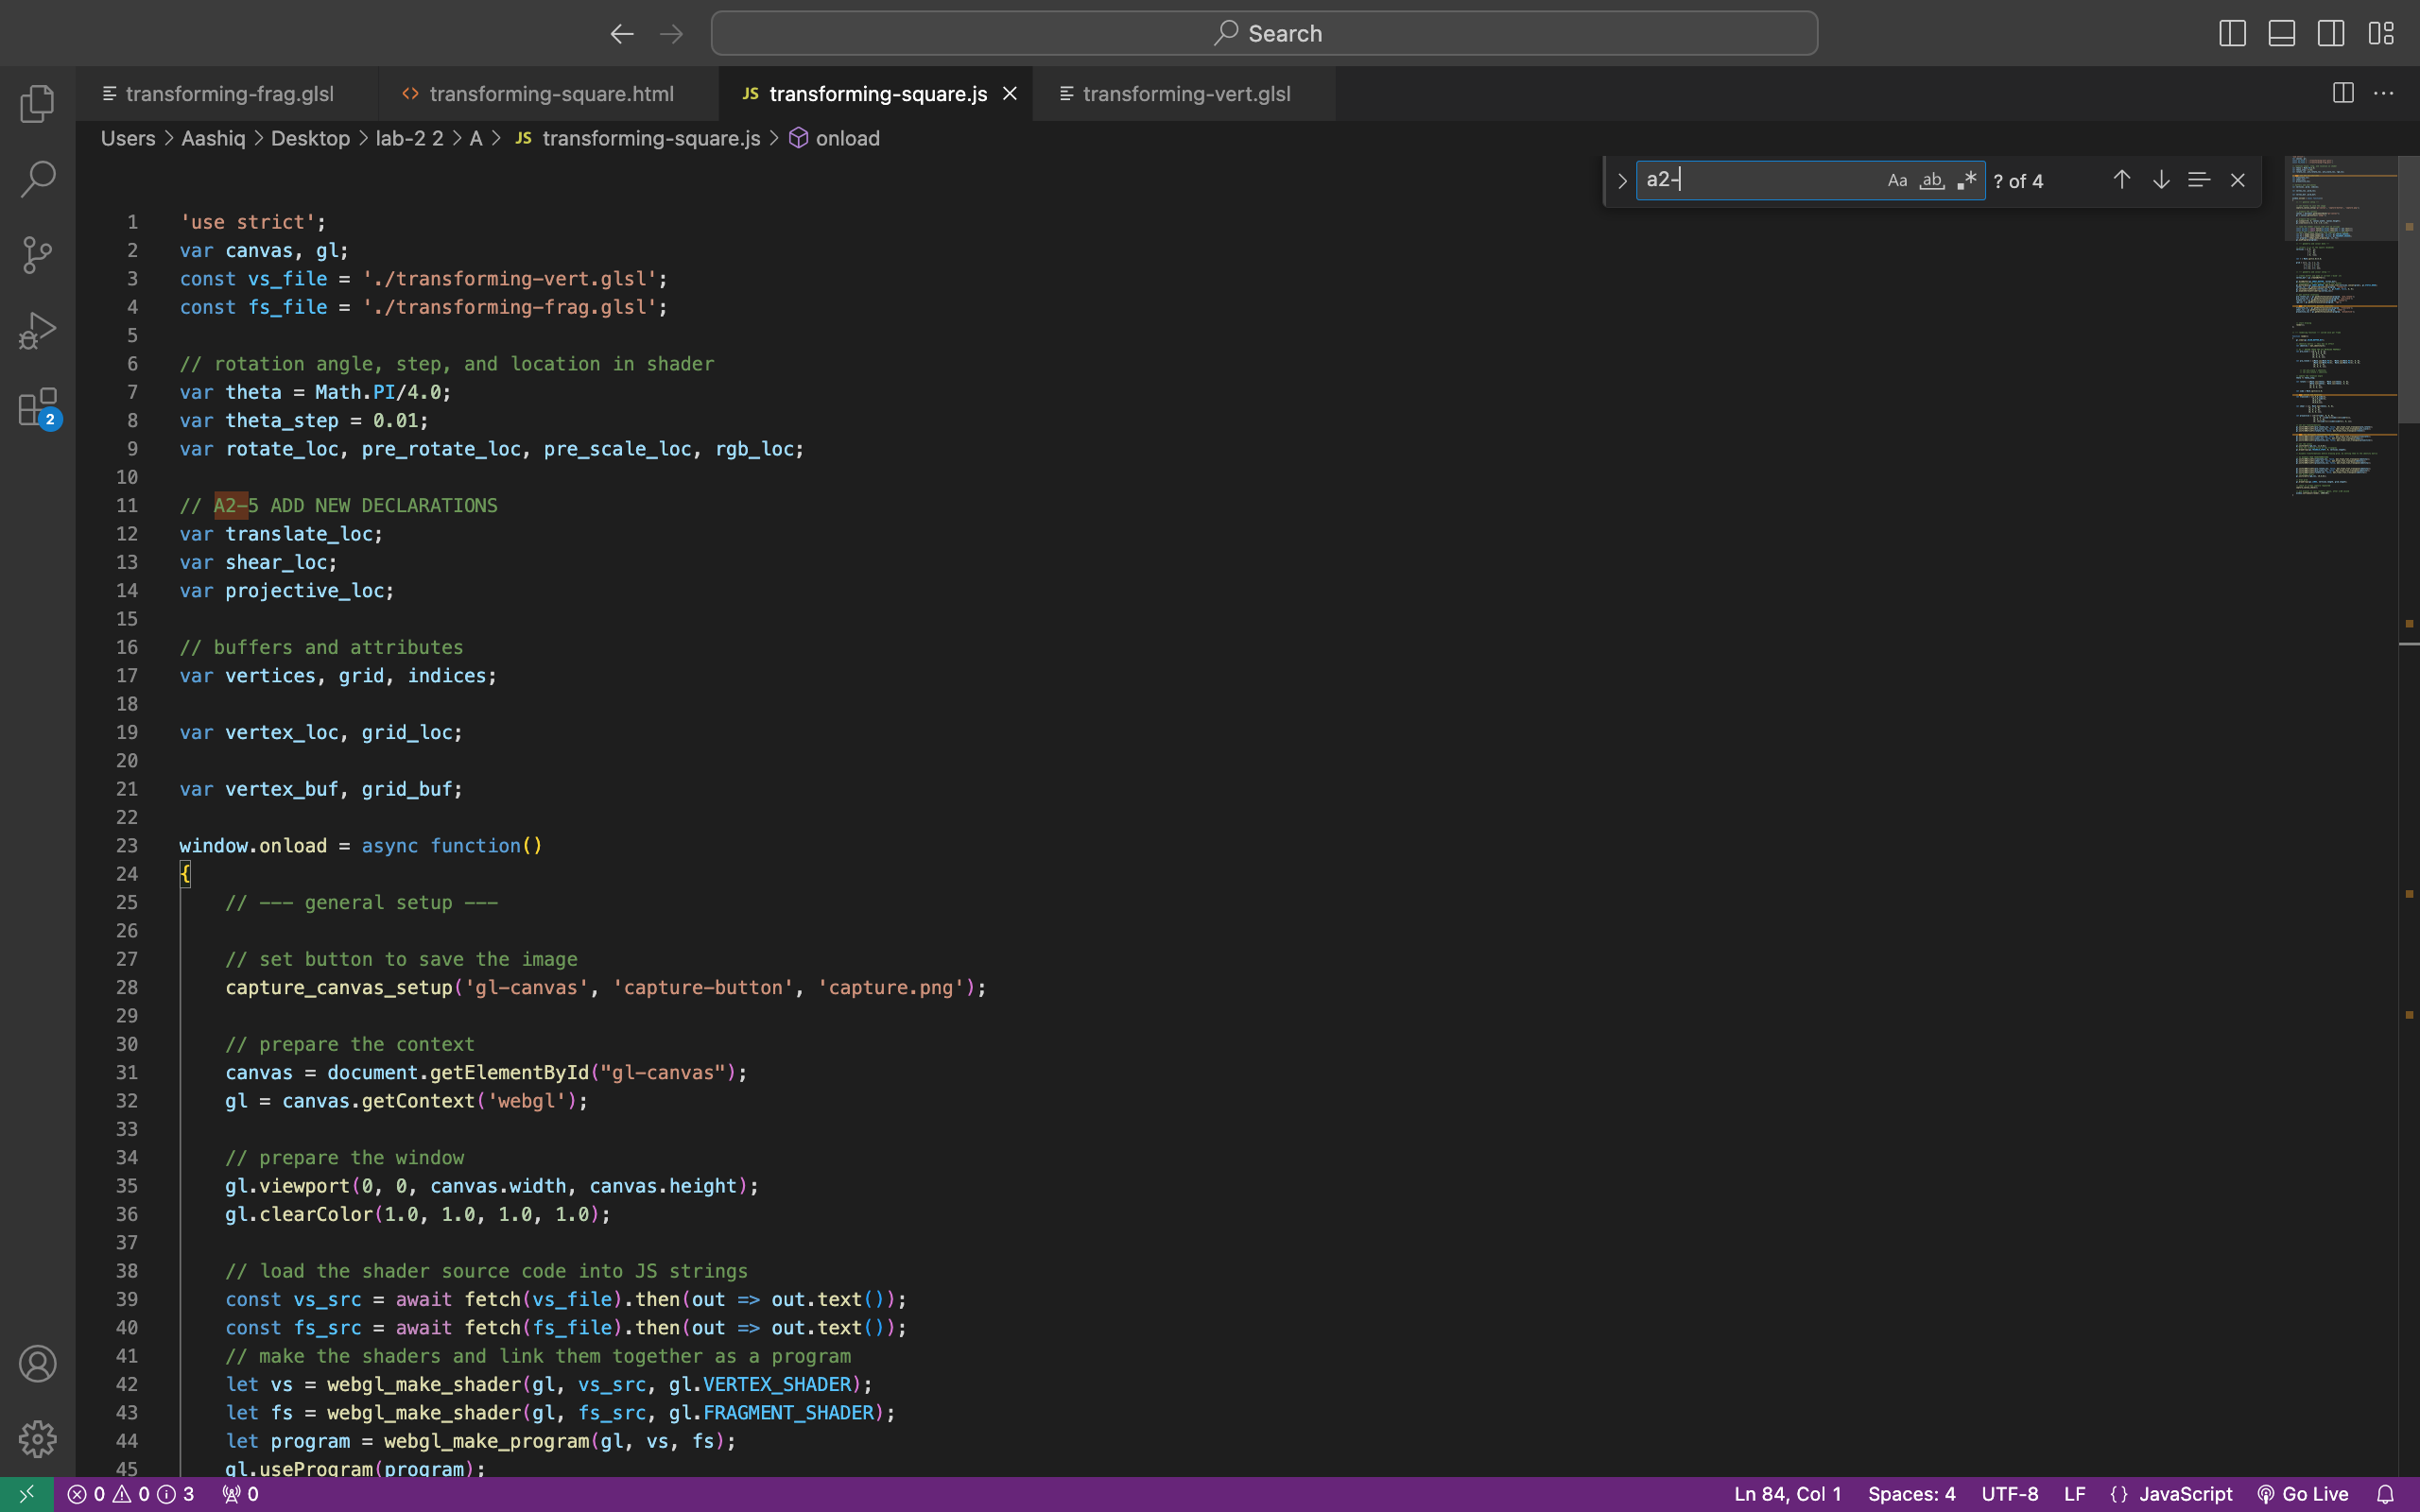 Search
transforming-frag.glsl
<> transforming-square.html
JS transforming-square.js
transforming-vert.glsl
Users > Aashiq > Desktop > lab-2 2 > A > JS transforming-square.js > onload
a2-
Aa ab .* ? of 4
1 'use strict';
2 var canvas, gl;
3 const vs_file = './transforming-vert.glsl';
4 const fs_file = './transforming-frag.glsl';
5
6 // rotation angle, step, and location in shader
7 var theta = Math.PI/4.0;
8 var theta_step = 0.01;
9 var rotate_loc, pre_rotate_loc, pre_scale_loc, rgb_loc;
10
11 // A2-5 ADD NEW DECLARATIONS
12 var translate_loc;
13 var shear_loc;
14 var projective_loc;
15
16 // buffers and attributes
17 var vertices, grid, indices;
18
19 var vertex_loc, grid_loc;
20
21 var vertex_buf, grid_buf;
22
23 window.onload = async function()
24 {
25 // --- general setup ---
26
27 // set button to save the image
28 capture_canvas_setup('gl-canvas', 'capture-button', 'capture.png');
29
30 // prepare the context
31 canvas = document.getElementById("gl-canvas");
32 gl = canvas.getContext('webgl');
33
34 // prepare the window
35 gl.viewport(0, 0, canvas.width, canvas.height);
36 gl.clearColor(1.0, 1.0, 1.0, 1.0);
37
38 // load the shader source code into JS strings
39 const vs_src = await fetch(vs_file).then(out => out.text());
40 const fs_src = await fetch(fs_file).then(out => out.text());
41 // make the shaders and link them together as a program
42 let vs = webgl_make_shader(gl, vs_src, gl.VERTEX_SHADER);
43 let fs = webgl_make_shader(gl, fs_src, gl.FRAGMENT_SHADER);
44 let program = webgl_make_program(gl, vs, fs);
45 gl.useProgram(program);
2
0 0 3 0
Ln 84, Col 1 Spaces: 4 UTF-8 LF {} JavaScript Go Live